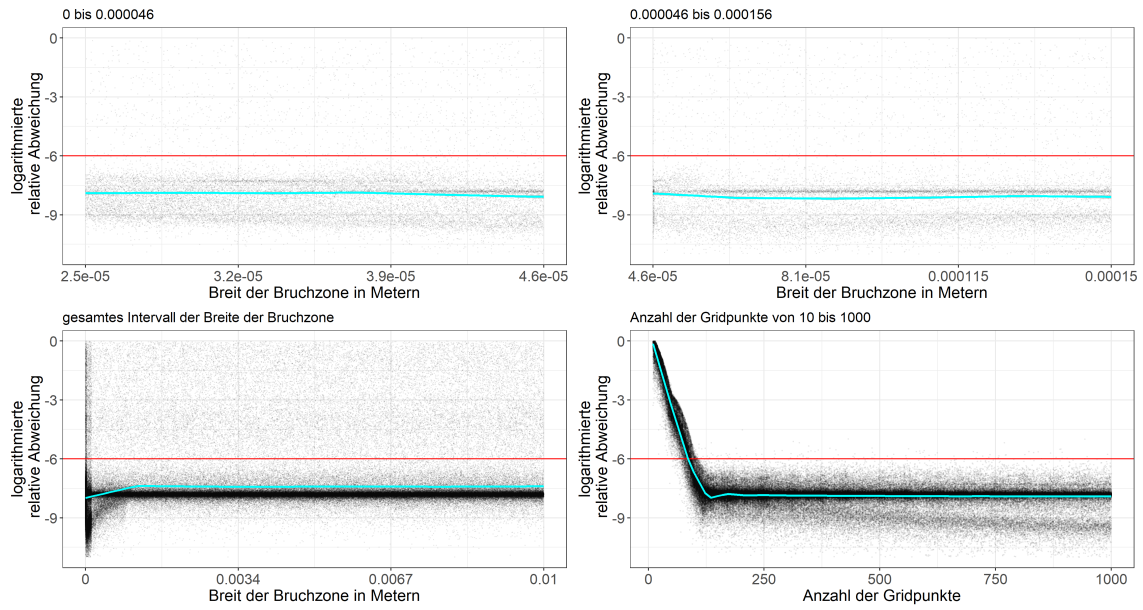 0 bis 0.000046
0
-3
-6
-9
logarithmierte
relative Abweichung
2.5e-05 3.2e-05 3.9e-05 4.6e-05
Breit der Bruchzone in Metern
0.000046 bis 0.000156
0
-3
-6
-9
logarithmierte
relative Abweichung
4.6e-05 8.1e-05 0.000115 0.00015
Breit der Bruchzone in Metern
gesamtes Intervall der Breite der Bruchzone
0
-3
-6
-9
logarithmierte
relative Abweichung
0 0.0034 0.0067 0.01
Breit der Bruchzone in Metern
Anzahl der Gridpunkte von 10 bis 1000
0
-3
-6
-9
logarithmierte
relative Abweichung
0 250 500 750 1000
Anzahl der Gridpunkte